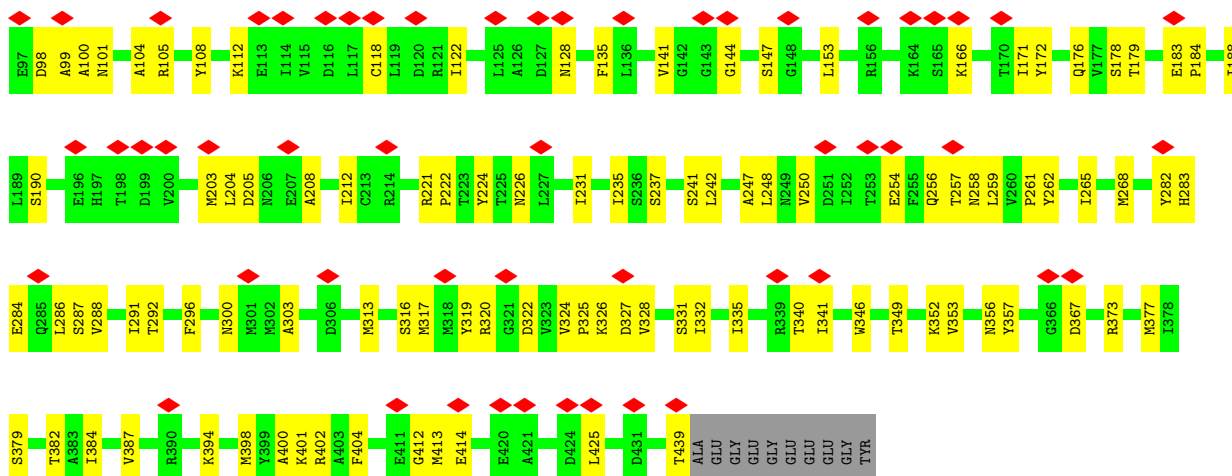 E97 D98 A99 A100 N101 A104 R105 Y108 K112 E113 I114 V115 D116 L117 C118 L119 D120 R121 I122 L125 A126 D127 N128 F135 L136 V141 G142 G143 G144 S147 G148 L153 R156 K164 S165 K166 T170 I171 Y172 Q176 V177 S178 T179 E183 P184
L189 S190 E196 H197 T198 D199 V200 M203 L204 D205 N206 E207 A208 I212 C213 R214 R221 P222 T223 Y224 T225 N226 L227 I231 I235 S236 S237 S241 L242 A247 L248 N249 V250 D251 I252 T253 E254 F255 Q256 T257 N258 L259 V260 P261 Y262 I265 M268 Y282 H283
E284 Q285 L286 S287 V288 I291 T292 F296 N300 M301 M302 A303 D306 M313 S316 M317 M318 Y319 R320 G321 D322 V323 V324 P325 K326 D327 V328 S331 I332 I335 R339 T340 I341 W346 T349 K352 V353 N356 Y357 G366 D367 R373 M377 I378
S379 T382 A383 I384 V387 R390 K394 M398 Y399 A400 K401 R402 A403 F404 E411 G412 M413 E414 E420 A421 D424 L425 D431 T439 ALA GLU GLY GLU GLY GLU GLU GLU GLY TYR